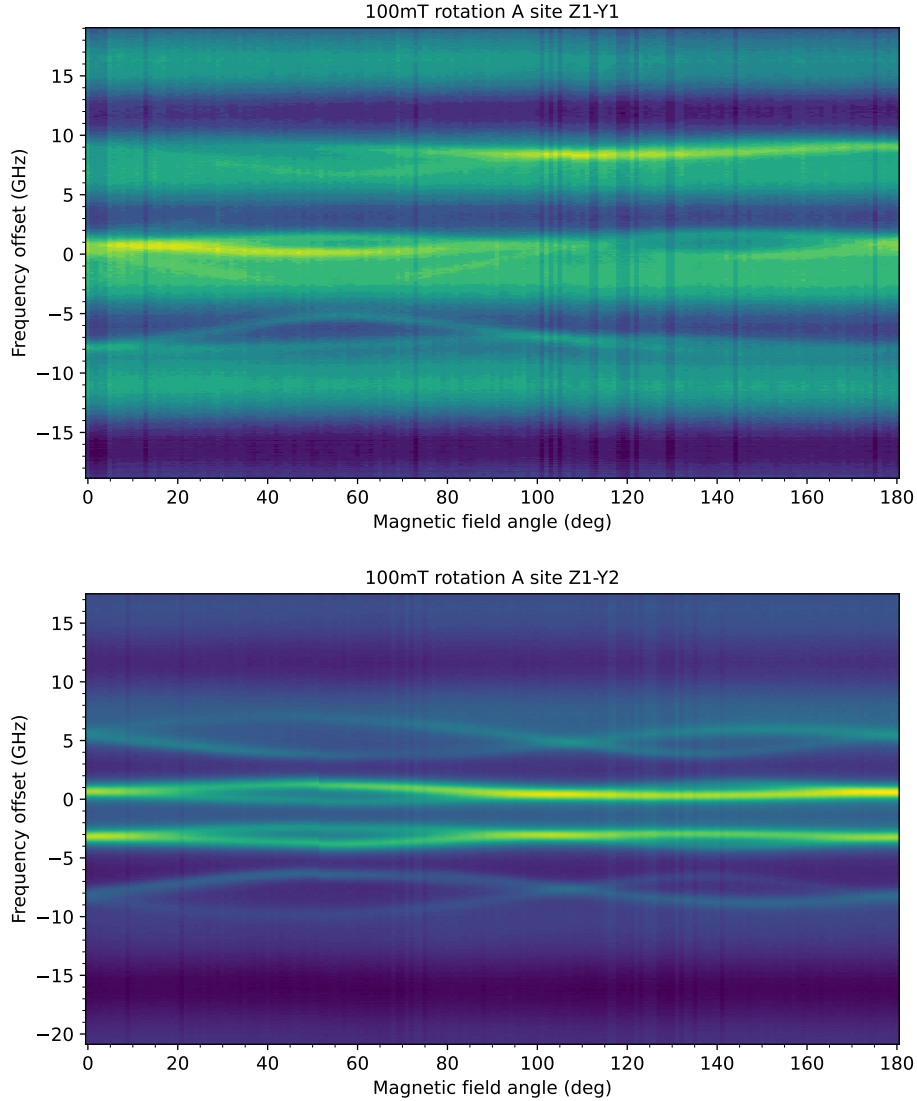 100mT rotation A site Z1-Y1
15
10
5
0
−5
−10
−15
Frequency offset (GHz)
0 20 40 60 80 100 120 140 160 180
Magnetic field angle (deg)
100mT rotation A site Z1-Y2
15
10
5
0
−5
−10
−15
−20
Frequency offset (GHz)
0 20 40 60 80 100 120 140 160 180
Magnetic field angle (deg)